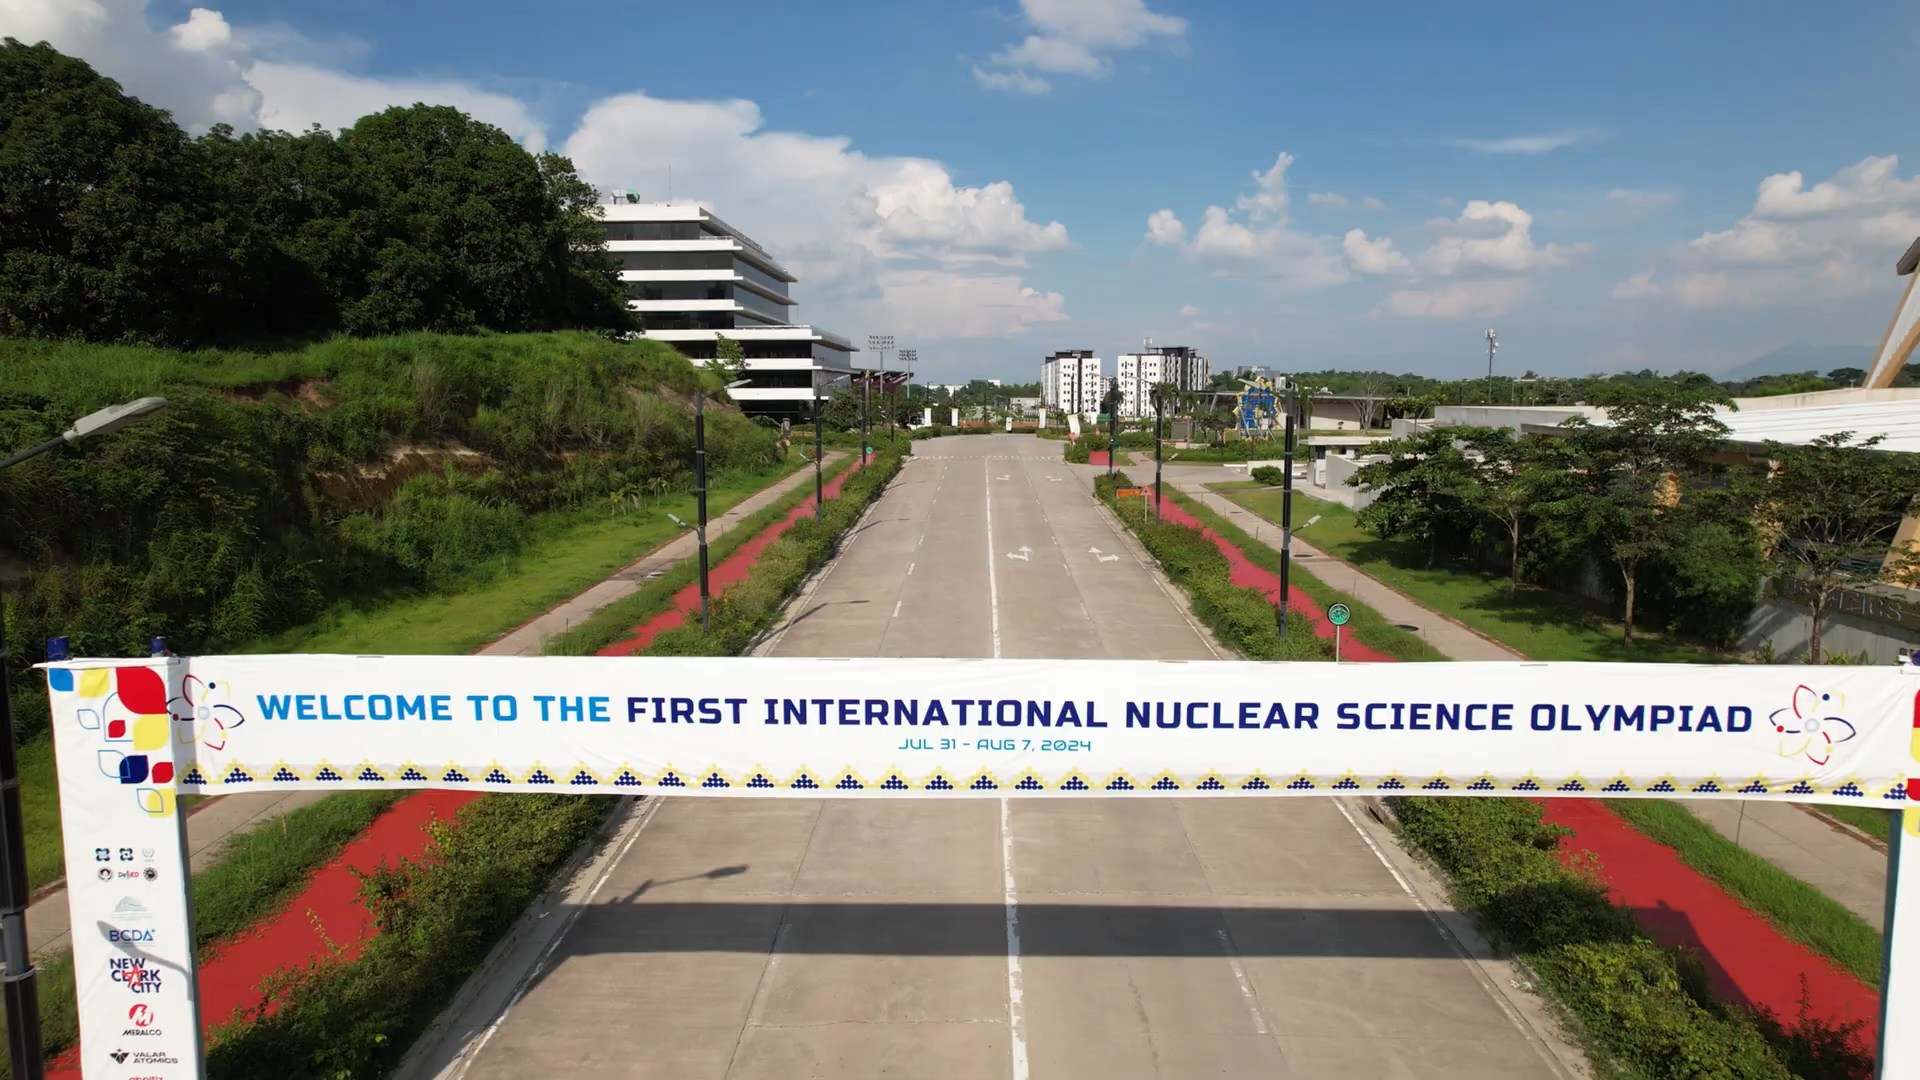 WELCOME TO THE FIRST INTERNATIONAL NUCLEAR SCIENCE OLYMPIAD
JUL 31 - AUG 7, 2024
DepED
BCDA
NEW
CLARK
CITY
MERALCO
VALAR
ATOMICS